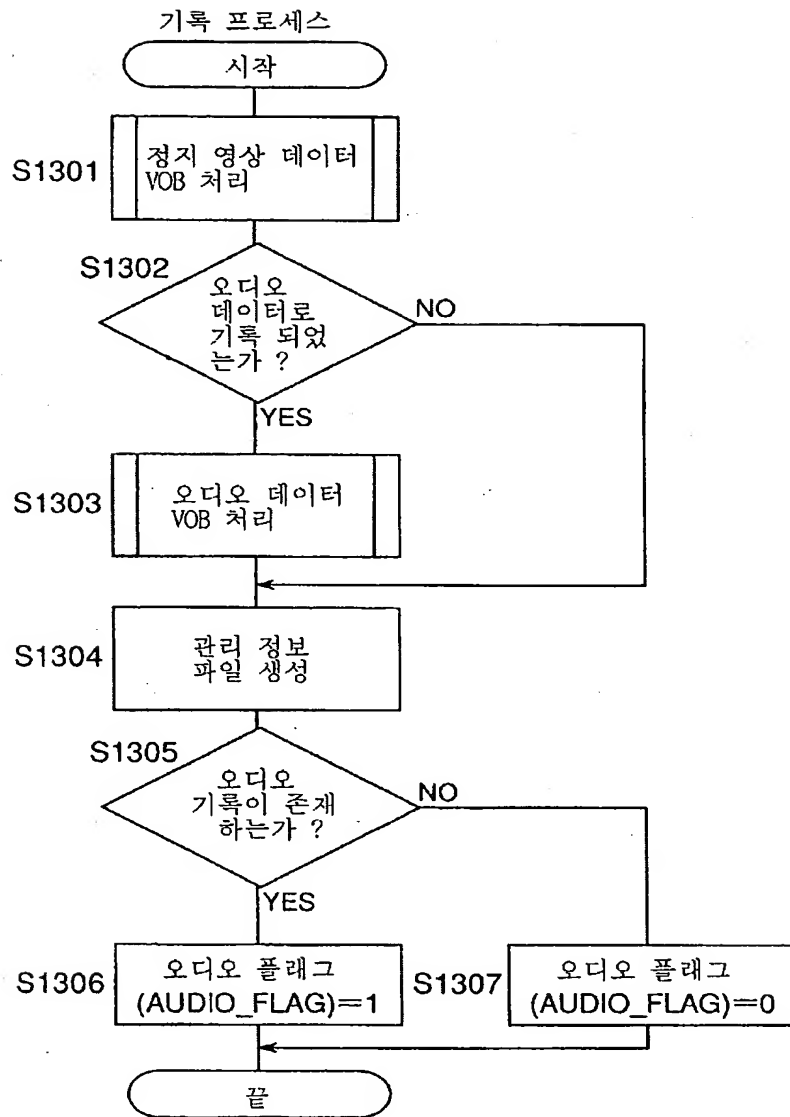 기록 프로세스
시작
S1301
정지 영상 데이터
VOB 처리
S1302
오디오
데이터로
기록 되었
는가 ?
NO
YES
S1303
오디오 데이터
VOB 처리
S1304
관리 정보
파일 생성
S1305
오디오
기록이 존재
하는가 ?
NO
YES
S1306
오디오 플래그
(AUDIO_FLAG)=1
S1307
오디오 플래그
(AUDIO_FLAG)=0
끝